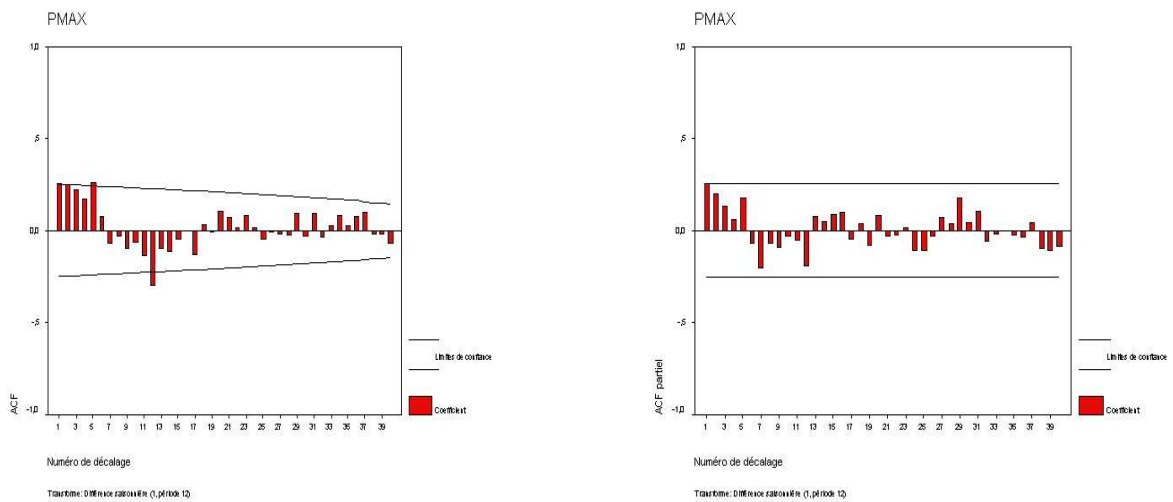 PMAX
1,0
,5
0,0
-,5
-1,0
ACF
1 3 5 7 9 11 13 15 17 19 21 23 25 27 29 31 33 35 37 39
Limites de confiance
Coefficient
Numéro de décalage
Transforme: Différence saisonnière (1, période 12)
PMAX
1,0
,5
0,0
-,5
-1,0
ACF partiel
1 3 5 7 9 11 13 15 17 19 21 23 25 27 29 31 33 35 37 39
Limites de confiance
Coefficient
Numéro de décalage
Transforme: Différence saisonnière (1, période 12)